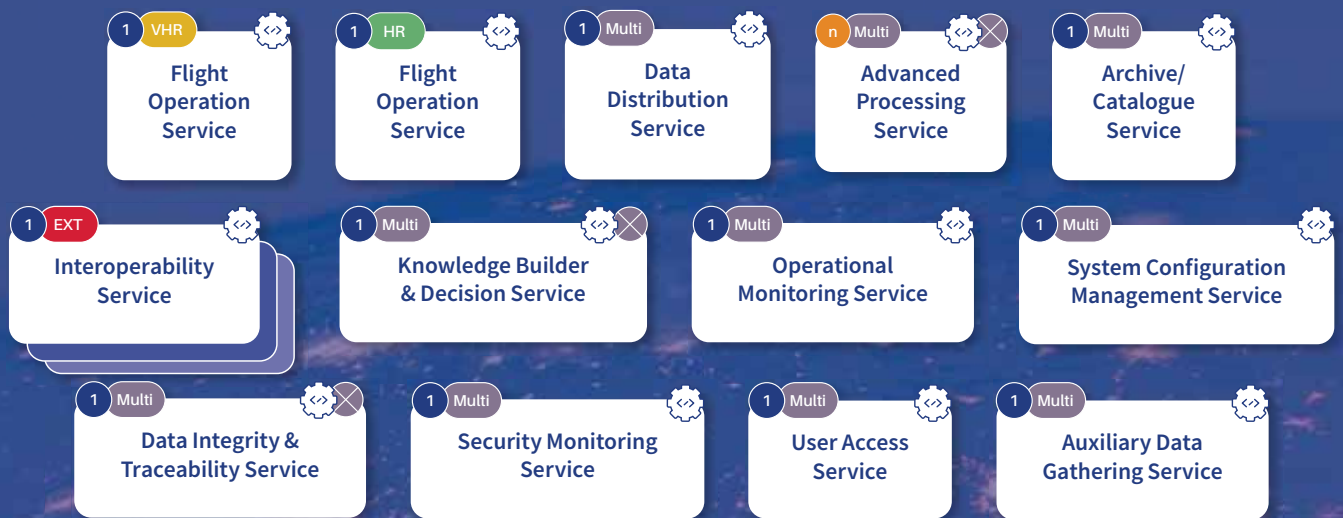 1 VHR
Flight
Operation
Service
1 HR
Flight
Operation
Service
1 Multi
Data
Distribution
Service
n Multi
Advanced
Processing
Service
1 Multi
Archive/
Catalogue
Service
1 EXT
Interoperability
Service
1 Multi
Knowledge Builder
& Decision Service
1 Multi
Operational
Monitoring Service
1 Multi
System Configuration
Management Service
1 Multi
Data Integrity &
Traceability Service
1 Multi
Security Monitoring
Service
1 Multi
User Access
Service
1 Multi
Auxiliary Data
Gathering Service